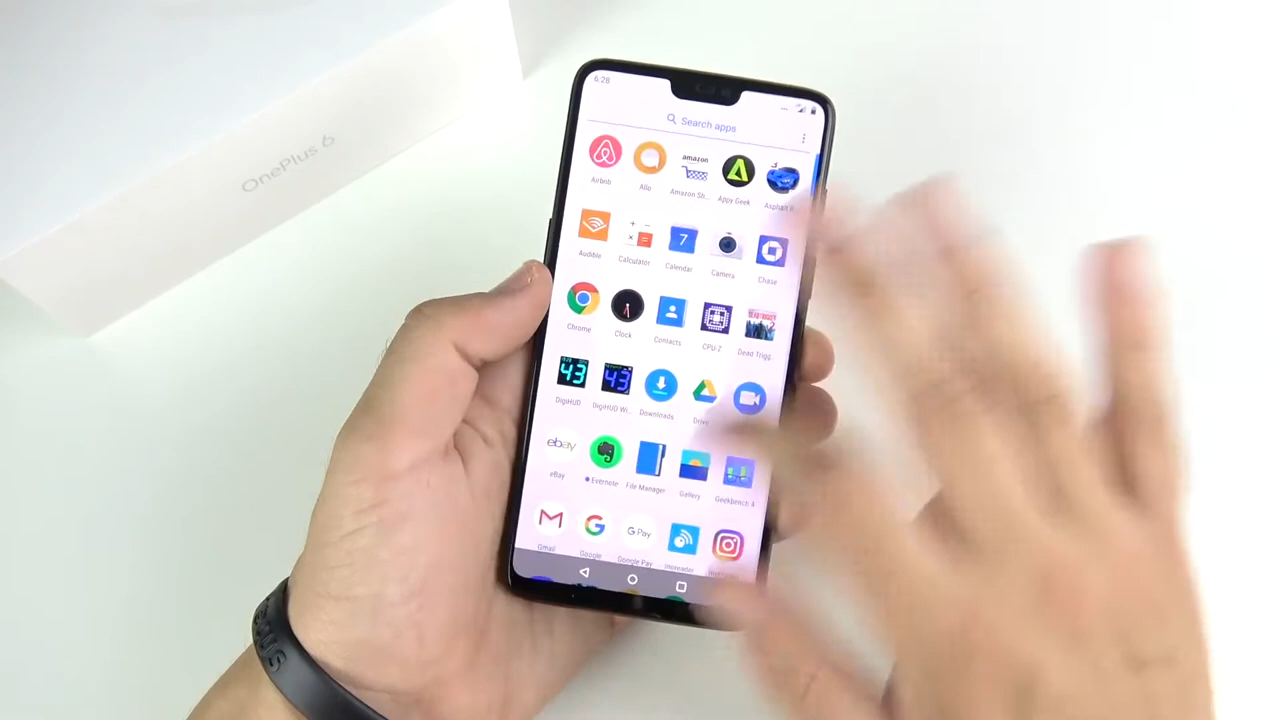 OnePlus 6
6:28
Search apps
Airbnb
Allo
amazon
Amazon Sh...
Appy Geek
Asphalt
Audible
Calculator
7
Calendar
Camera
Chase
Chrome
Clock
Contacts
CPU-Z
Dead Trigg...
43
DigiHUD
43
DigiHUD Wi...
Downloads
Drive
ebay
eBay
Evernote
File Manager
Gallery
Geekbench 4
Gmail
Google
G Pay
Google Pay
Inoreader